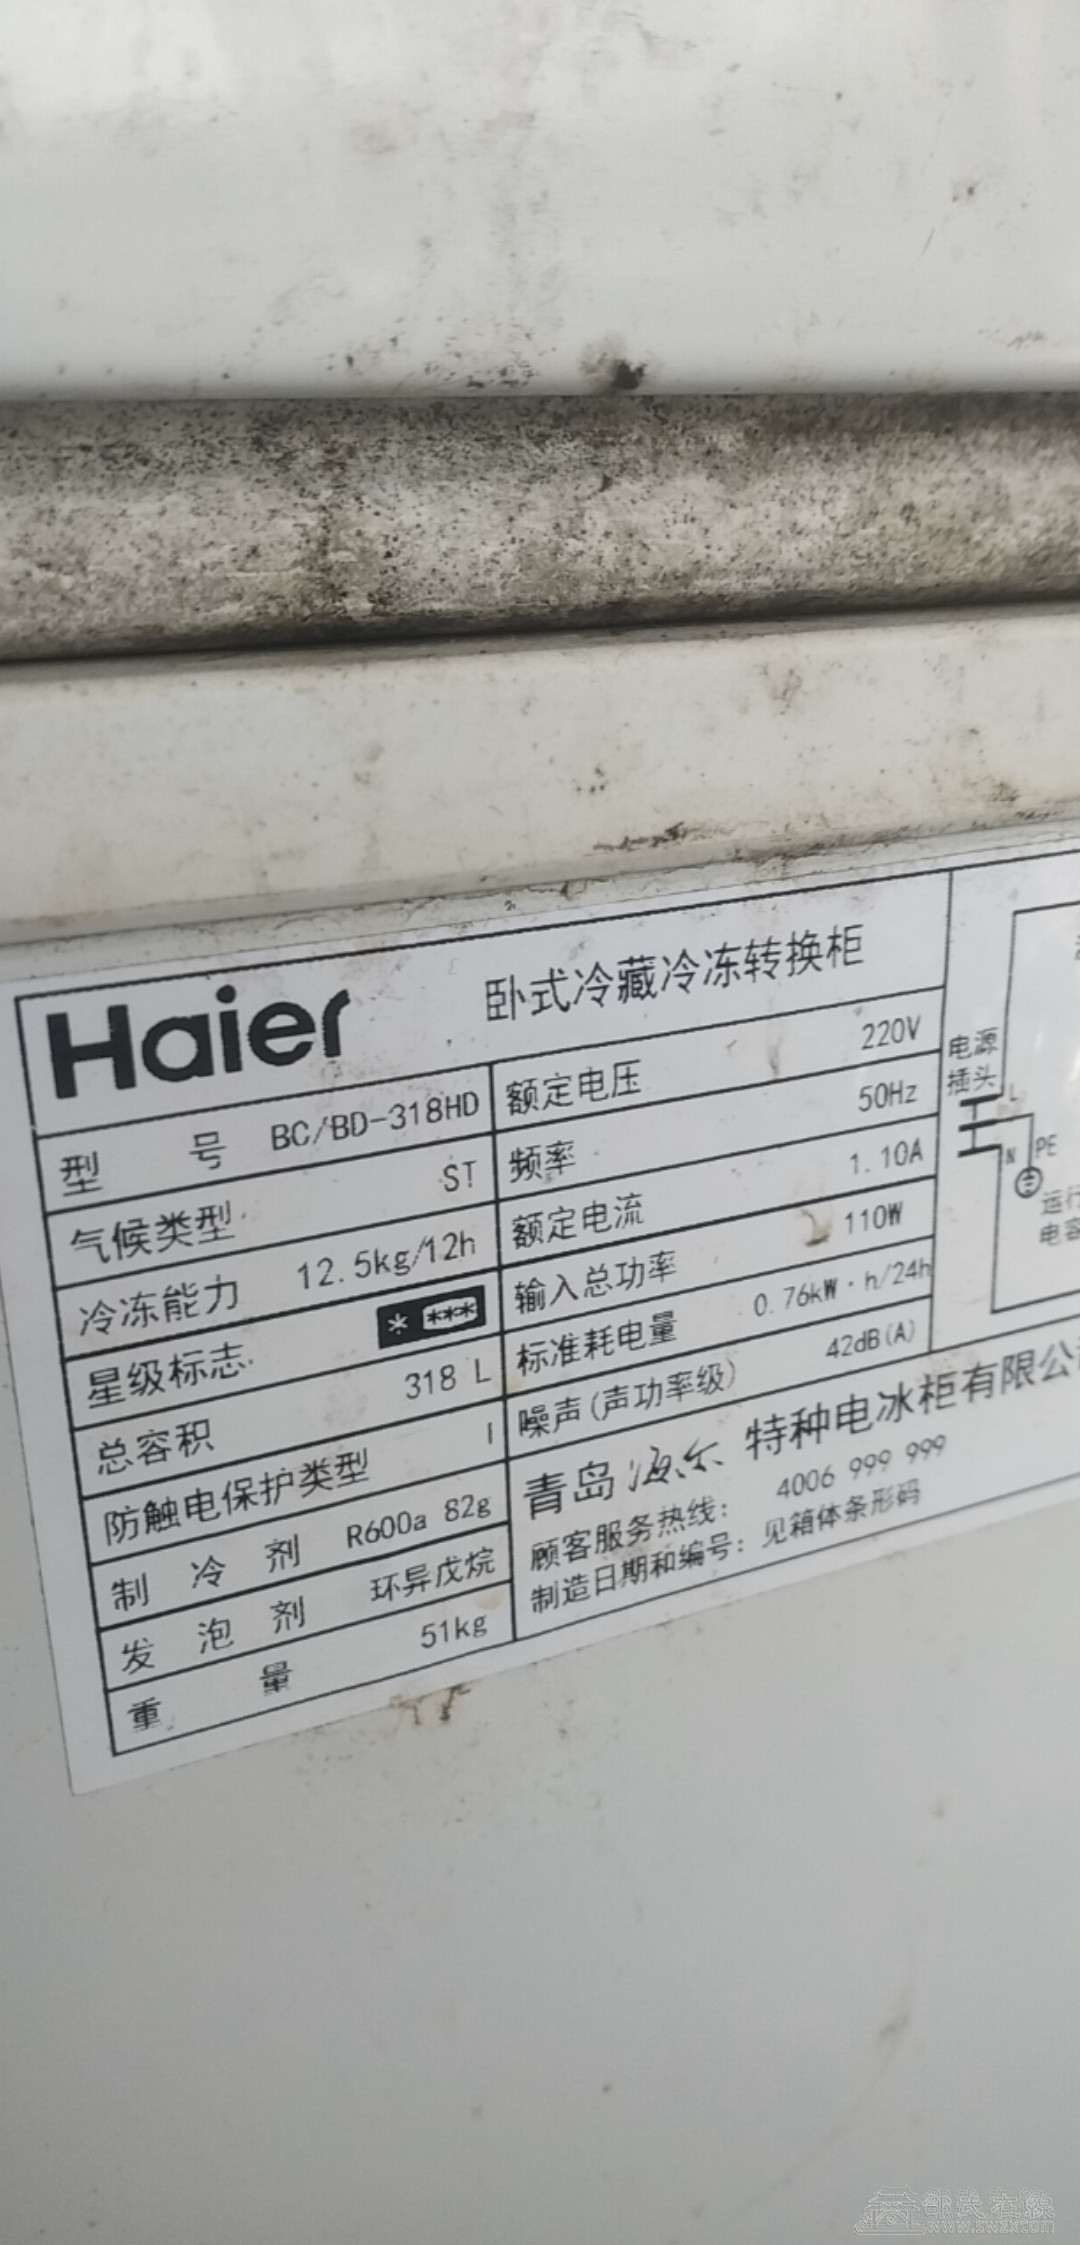 Haier 卧式冷藏冷冻转换柜
型号 BC/BD-318HD
气候类型 ST
冷冻能力 12.5kg/12h
星级标志 * ***
总容积 318 L
防触电保护类型 I
制冷剂 R600a 82g
发泡剂 环异戊烷
重量 51kg
额定电压 220V
频率 50Hz
额定电流 1.10A
输入总功率 110W
标准耗电量 0.76kW·h/24h
噪声(声功率级) 42dB(A)
青岛海尔特种电冰柜有限公
顾客服务热线: 4006 999 999
制造日期和编号: 见箱体条形码
电源
插头
L
N
PE
运行
电容
邵武在線
www.swzx.com